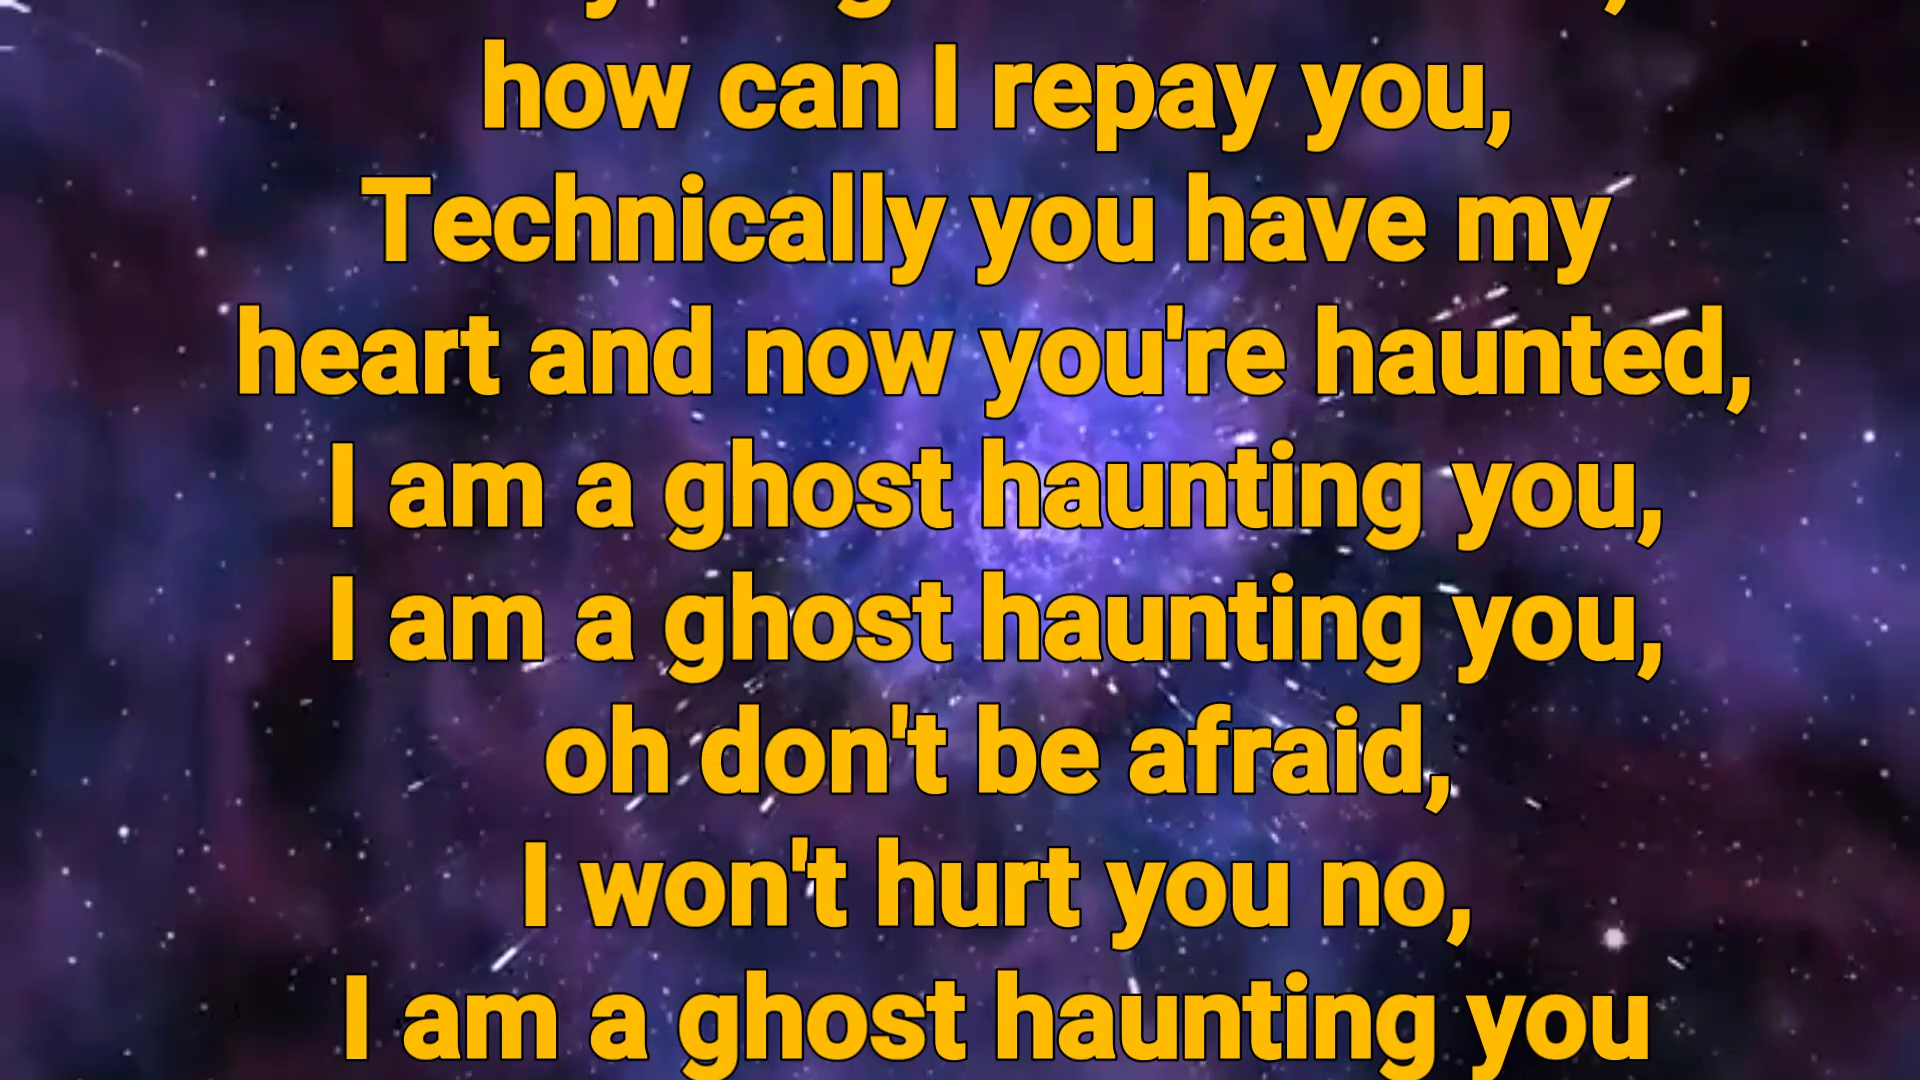 how can I repay you,
Technically you have my
heart and now you're haunted,
I am a ghost haunting you,
I am a ghost haunting you,
oh don't be afraid,
I won't hurt you no,
I am a ghost haunting you